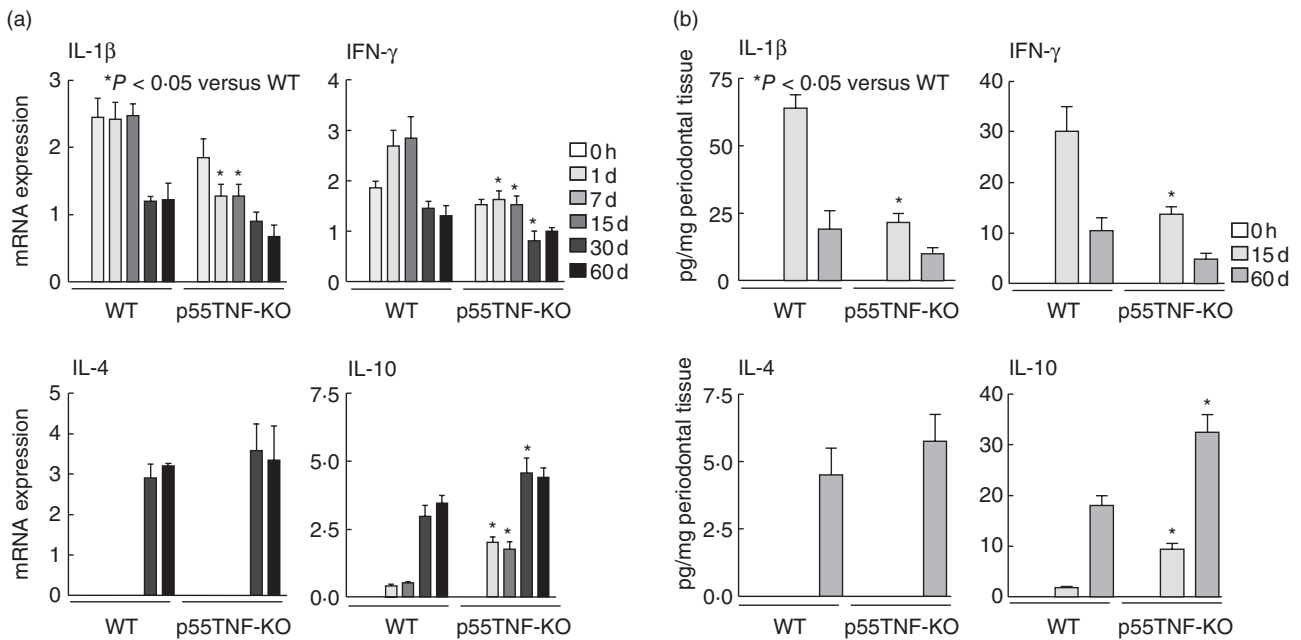 (a)
IL-1β
*P < 0·05 versus WT
mRNA expression
3
2
1
0
WT p55TNF-KO
IFN-γ
4
3
2
1
0
WT p55TNF-KO
0 h
1 d
7 d
15 d
30 d
60 d
* *
* * *
IL-4
mRNA expression
5
4
3
2
1
0
WT p55TNF-KO
IL-10
7·5
5·0
2·5
0·0
WT p55TNF-KO
* * *
(b)
IL-1β
*P < 0·05 versus WT
pg/mg periodontal tissue
75
50
25
0
WT p55TNF-KO
*
IFN-γ
40
30
20
10
0
WT p55TNF-KO
*
0 h
15 d
60 d
IL-4
pg/mg periodontal tissue
7·5
5·0
2·5
0·0
WT p55TNF-KO
IL-10
40
30
20
10
0
WT p55TNF-KO
* *